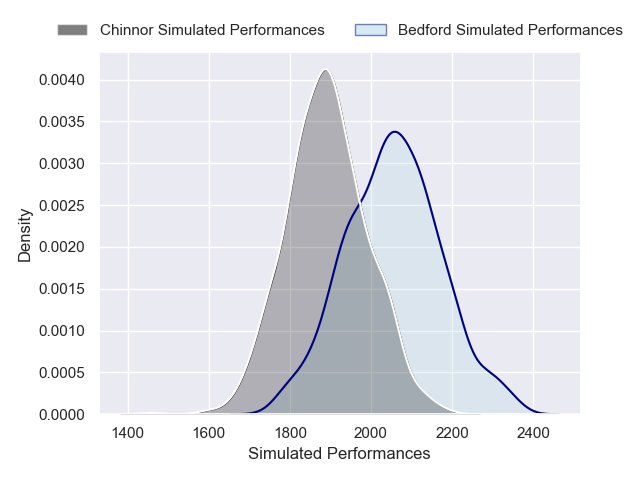 Chinnor Simulated Performances Bedford Simulated Performances
0.0040
0.0035
0.0030
0.0025
0.0020
0.0015
0.0010
0.0005
0.0000
Density
1400 1600 1800 2000 2200 2400
Simulated Performances